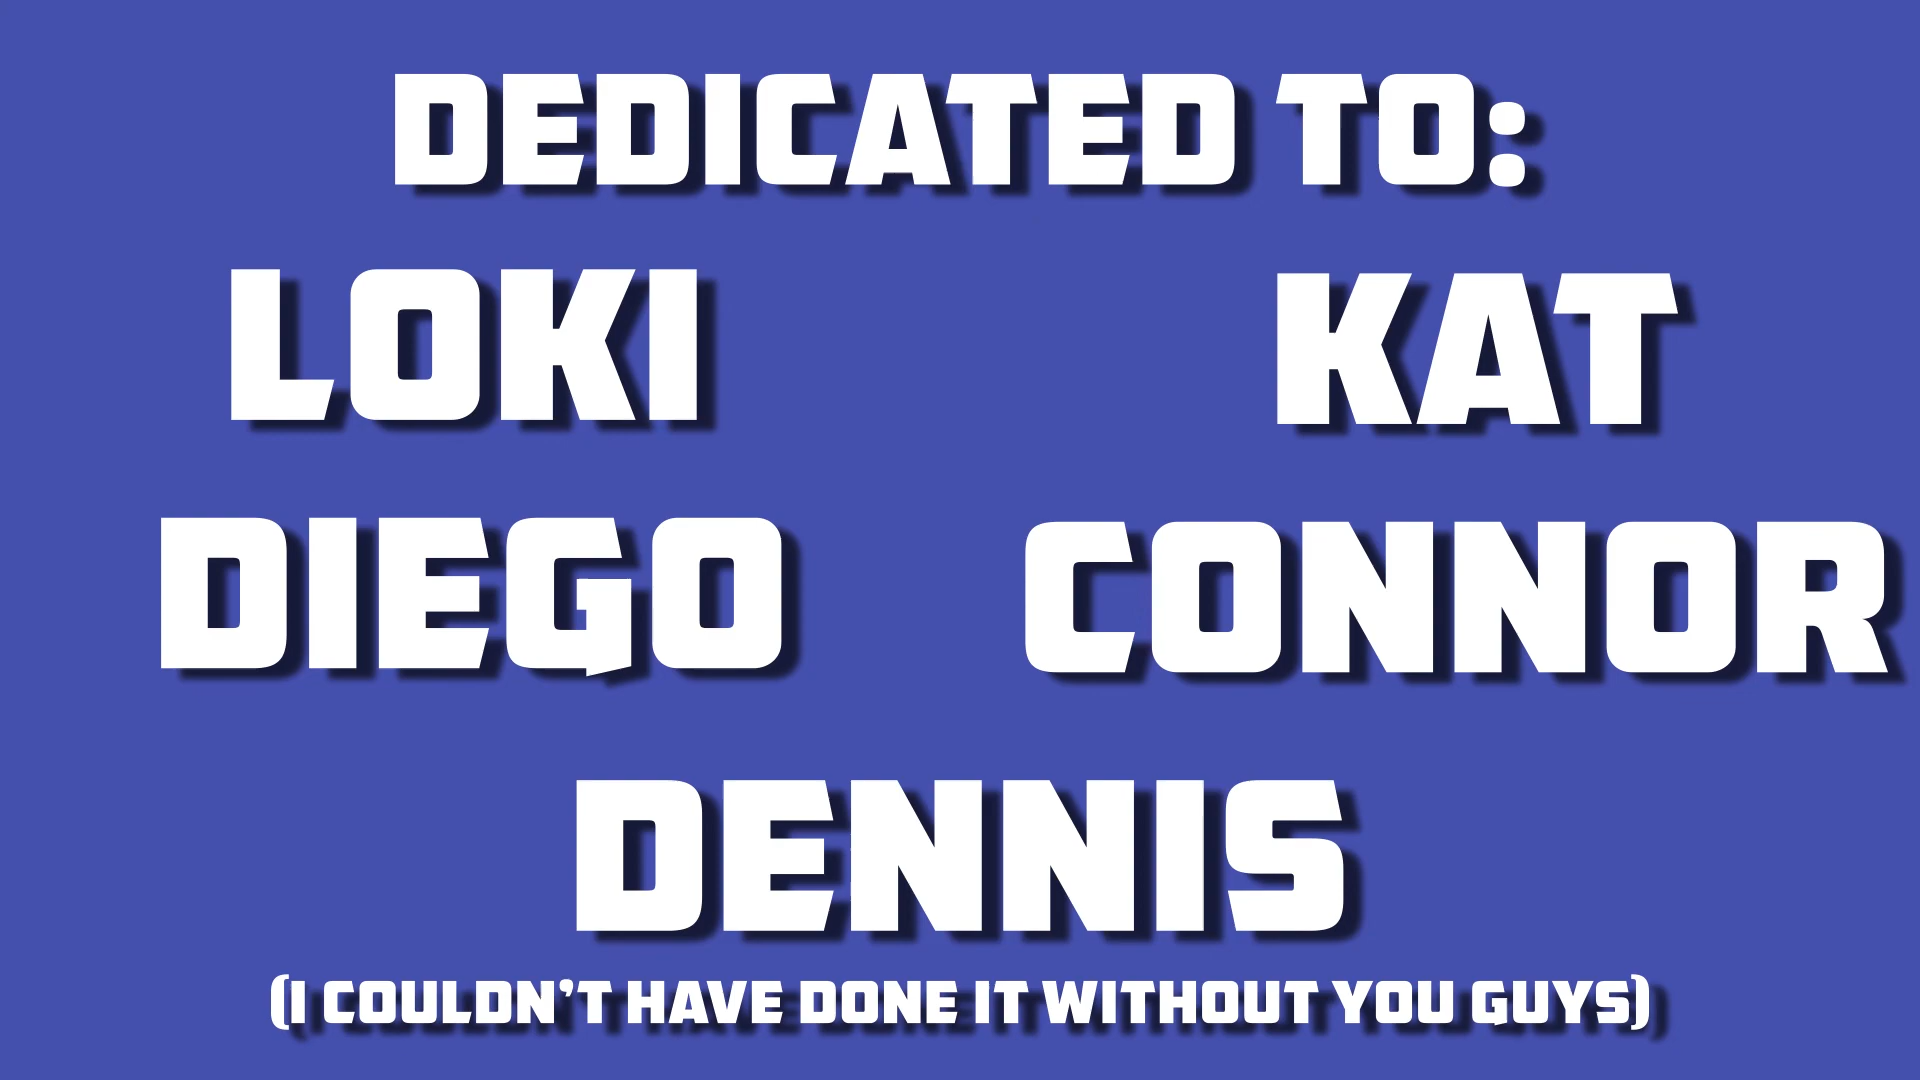 DEDICATED TO:
LOKI KAT
DIEGO CONNOR
DENNIS
(I COULDN'T HAVE DONE IT WITHOUT YOU GUYS)